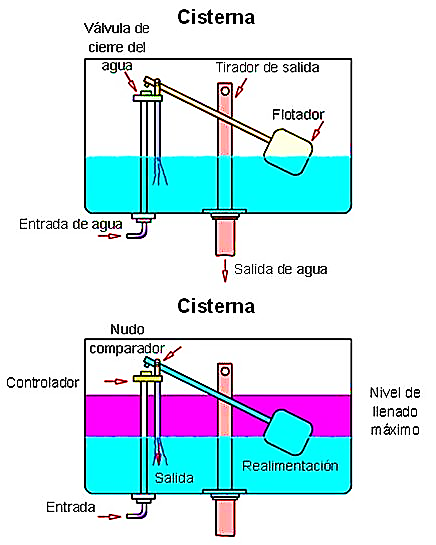 Cisterna
Válvula de
cierre del
agua
Tirador de salida
Flotador
Entrada de agua
Salida de agua
Cisterna
Nudo
comparador
Controlador
Nivel de
llenado
máximo
Realimentación
Salida
Entrada